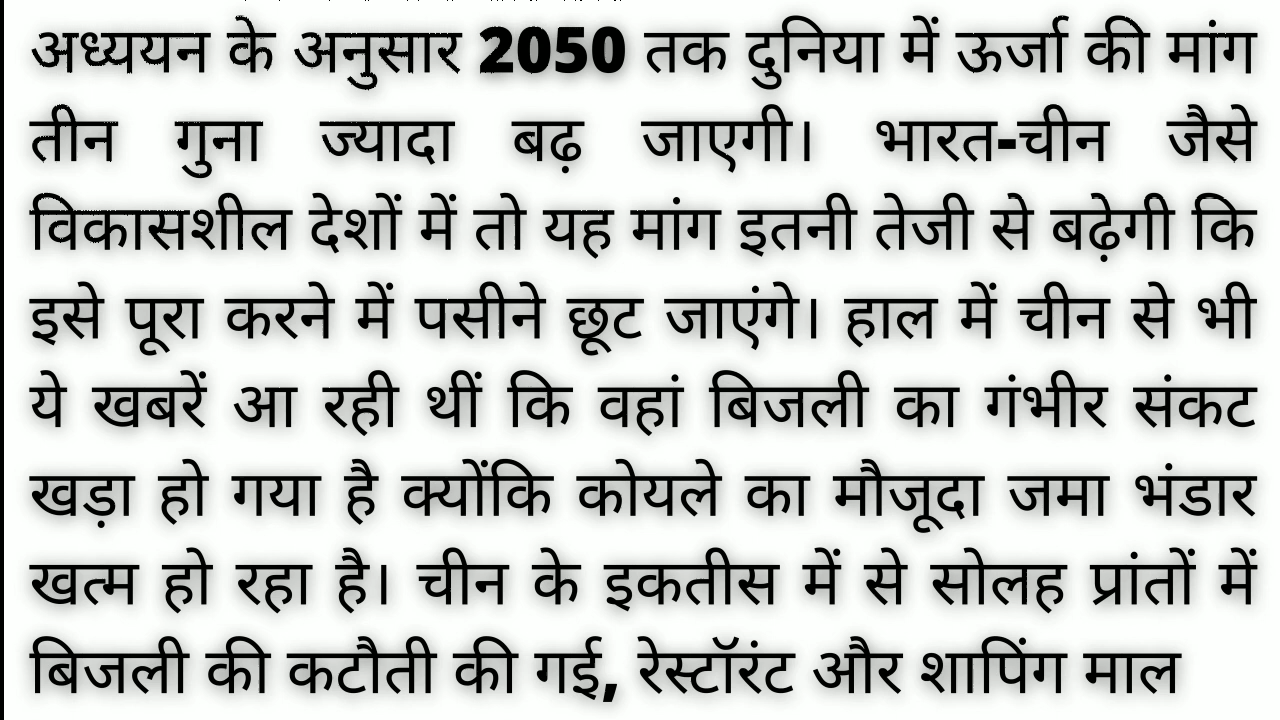 अध्ययन के अनुसार 2050 तक दुनिया में ऊर्जा की मांग
तीन गुना ज्यादा बढ़ जाएगी। भारत-चीन जैसे
विकासशील देशों में तो यह मांग इतनी तेजी से बढ़ेगी कि
इसे पूरा करने में पसीने छूट जाएंगे। हाल में चीन से भी
ये खबरें आ रही थीं कि वहां बिजली का गंभीर संकट
खड़ा हो गया है क्योंकि कोयले का मौजूदा जमा भंडार
खत्म हो रहा है। चीन के इकतीस में से सोलह प्रांतों में
बिजली की कटौती की गई, रेस्टॉरंट और शापिंग माल